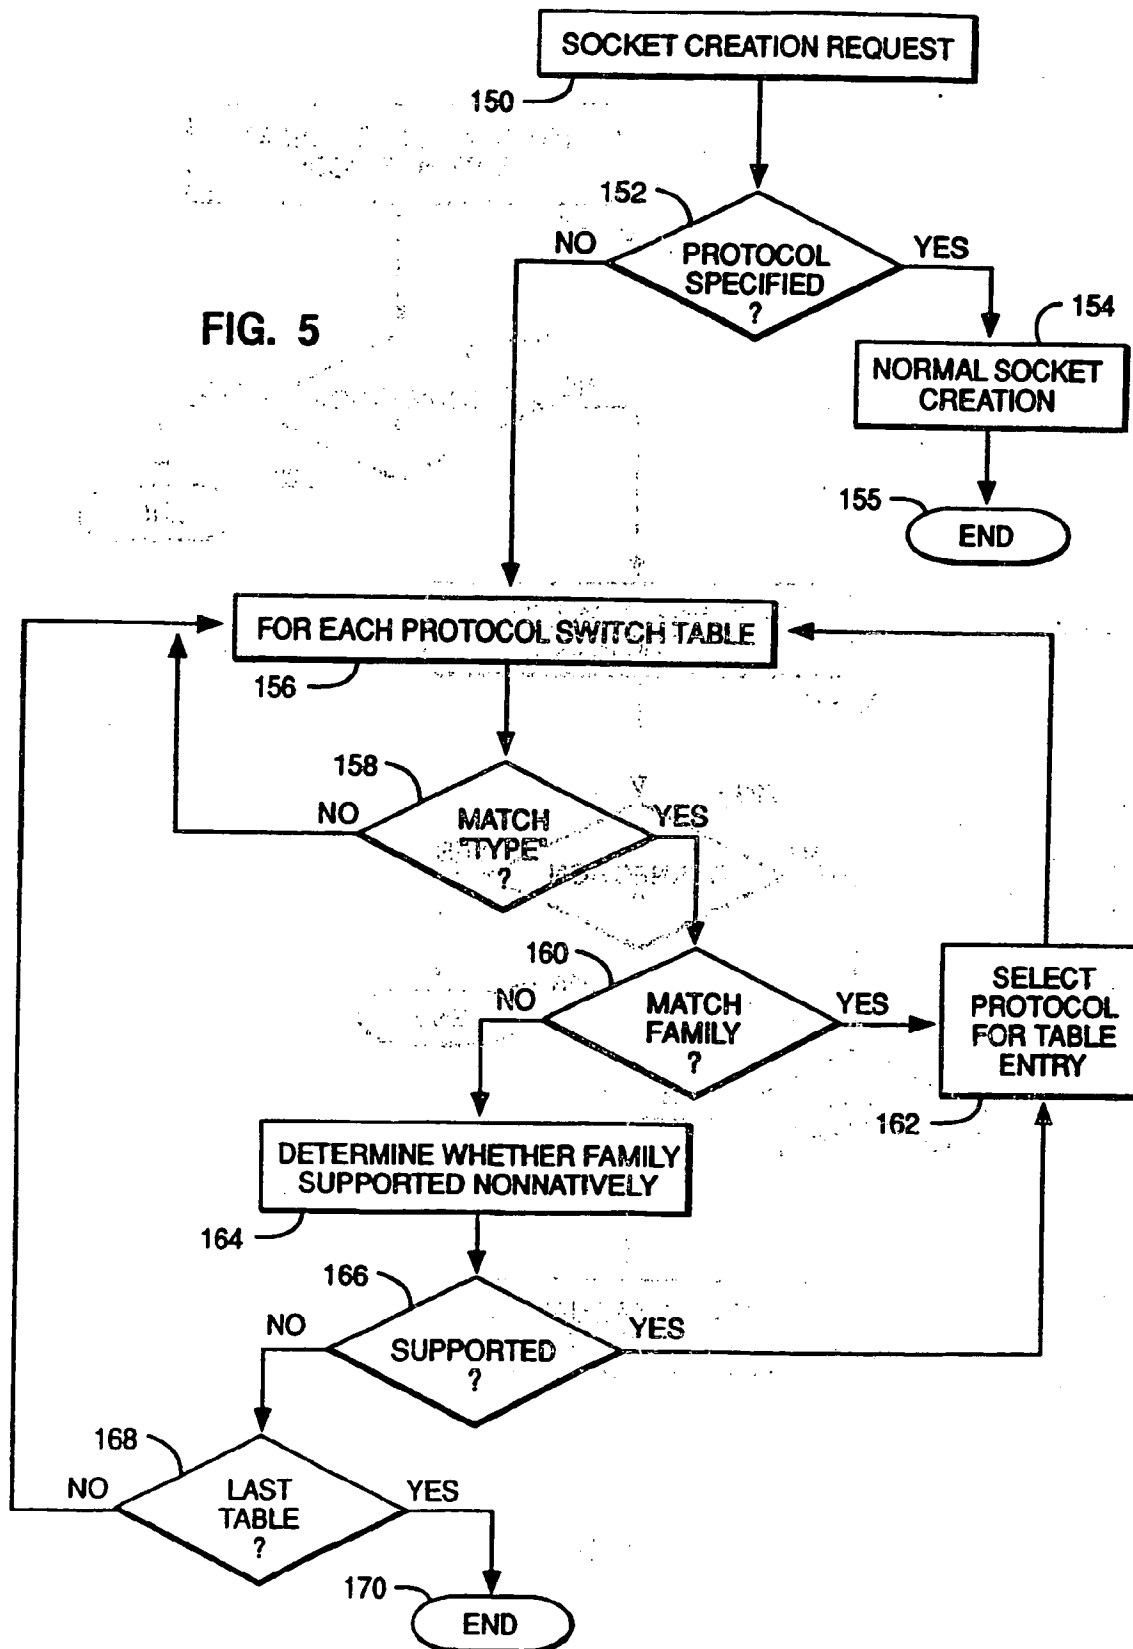 SOCKET CREATION REQUEST
150
152
NO
PROTOCOL
SPECIFIED
?
YES
FIG. 5
154
NORMAL SOCKET
CREATION
155
END
FOR EACH PROTOCOL SWITCH TABLE
156
158
NO
MATCH
"TYPE"
?
YES
160
NO
MATCH
FAMILY
?
YES
SELECT
PROTOCOL
FOR TABLE
ENTRY
162
DETERMINE WHETHER FAMILY
SUPPORTED NONNATIVELY
164
166
NO
SUPPORTED
?
YES
168
NO
LAST
TABLE
?
YES
170
END